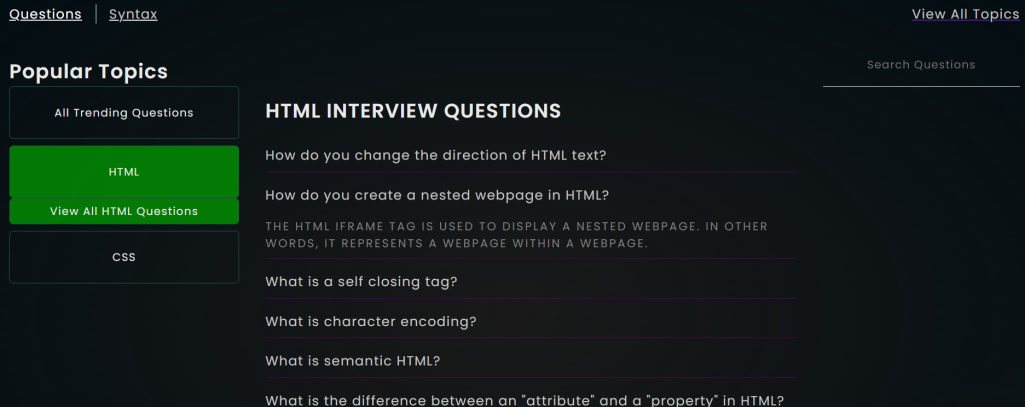 Questions
Syntax
View All Topics
Popular Topics
Search Questions
All Trending Questions
HTML
View All HTML Questions
CSS
HTML INTERVIEW QUESTIONS
How do you change the direction of HTML text?
How do you create a nested webpage in HTML?
THE HTML IFRAME TAG IS USED TO DISPLAY A NESTED WEBPAGE. IN OTHER
WORDS, IT REPRESENTS A WEBPAGE WITHIN A WEBPAGE.
What is a self closing tag?
What is character encoding?
What is semantic HTML?
What is the difference between an "attribute" and a "property" in HTML?